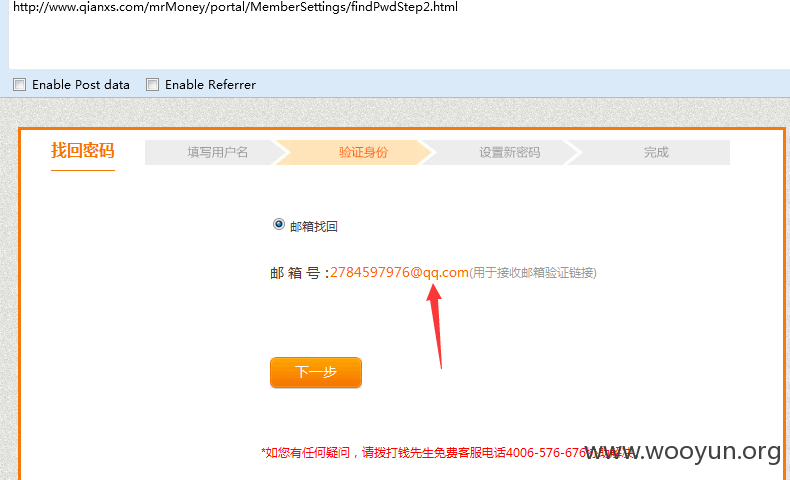 http://www.qianxs.com/mrMoney/portal/MemberSettings/findPwdStep2.html
Enable Post data Enable Referrer
找回密码 填写用户名 验证身份 设置新密码 完成
邮箱找回
邮 箱 号 :2784597976@qq.com(用于接收邮箱验证链接)
下一步
*如您有任何疑问，请拨打钱先生免费客服电话4006-576-676
www.wooyun.org